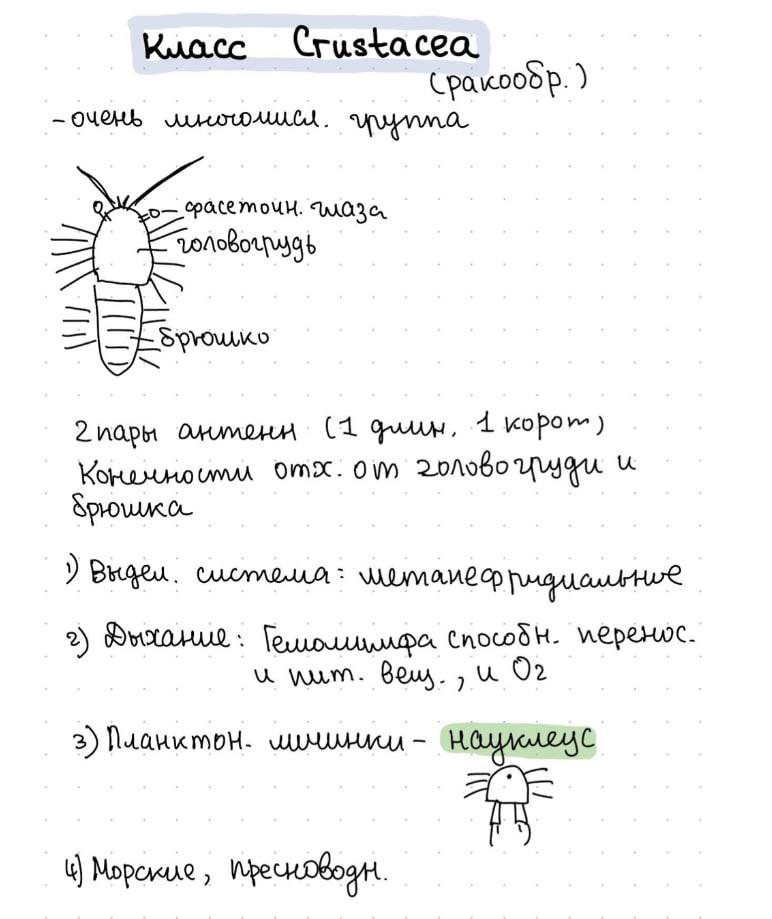 Класс Crustacea
(ракообр.)
- очень многочисл. группа
фасеточн. глаза
головогрудь
брюшко
2 пары антенн (1 длин, 1 корот)
Конечности отх. от головогруди и
брюшка
1) Выдел. система: метанефридиальные
2) Дыхание: Гемолимфа способн. перенос.
и пит. вещ., и O2
3) Планктон. личинки - науклеус
4) Морские, пресноводн.